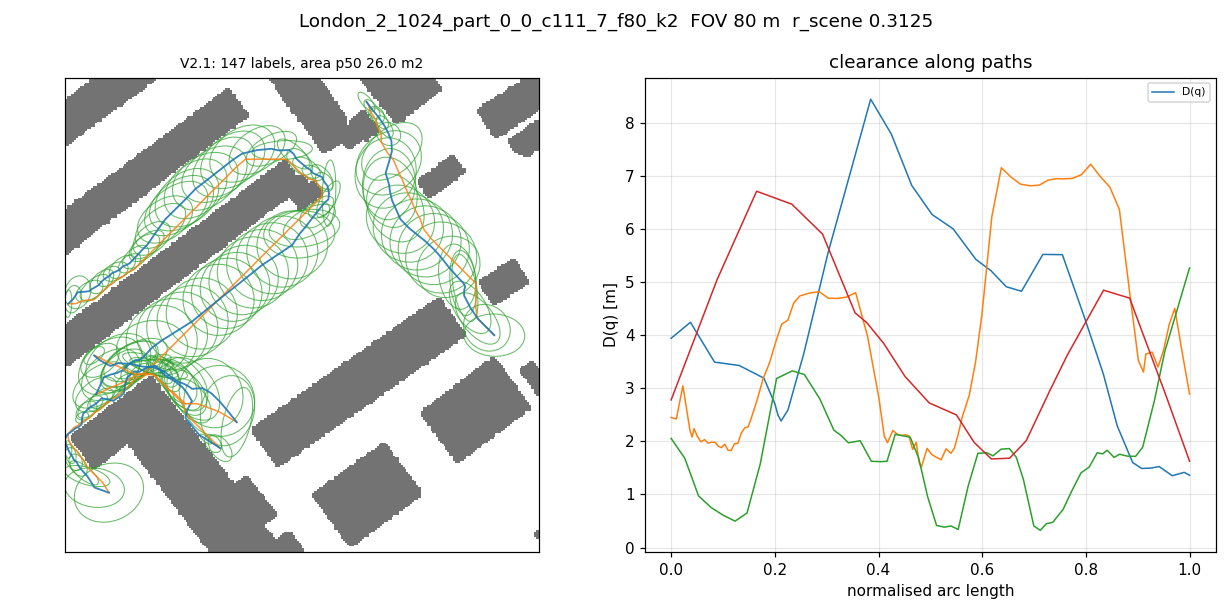 London_2_1024_part_0_0_c111_7_f80_k2  FOV 80 m  r_scene 0.3125
V2.1: 147 labels, area p50 26.0 m2
clearance along paths
D(q)
D(q) [m]
8
7
6
5
4
3
2
1
0
0.0
0.2
0.4
0.6
0.8
1.0
normalised arc length